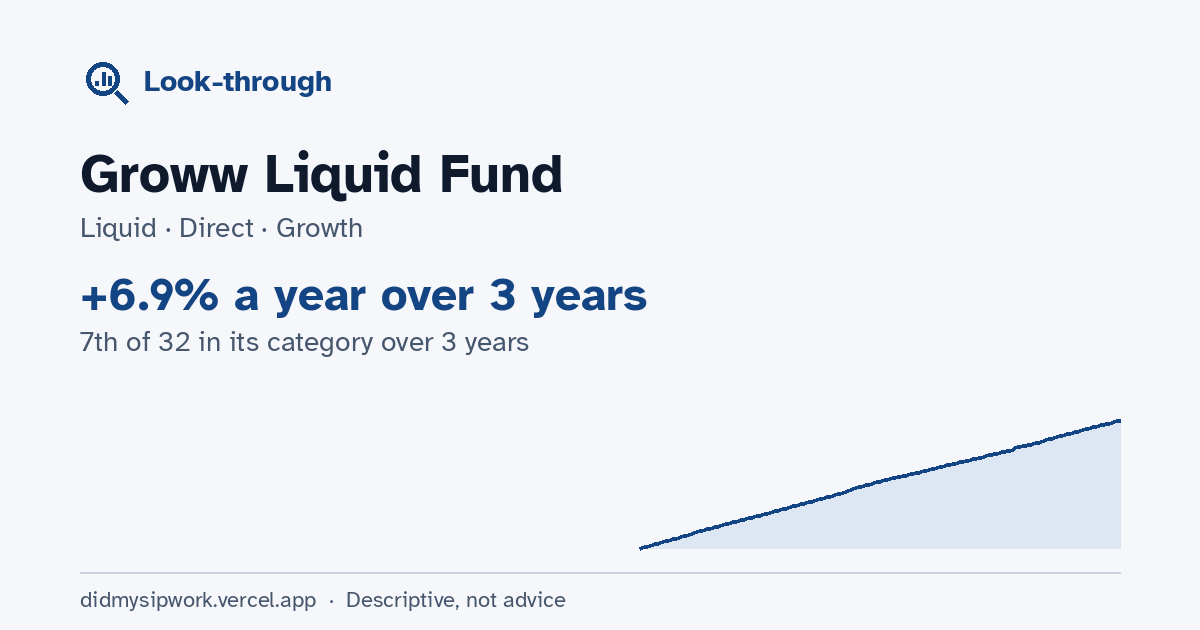 Look-through
Groww Liquid Fund
Liquid · Direct · Growth
+6.9% a year over 3 years
7th of 32 in its category over 3 years
didmysipwork.vercel.app · Descriptive, not advice